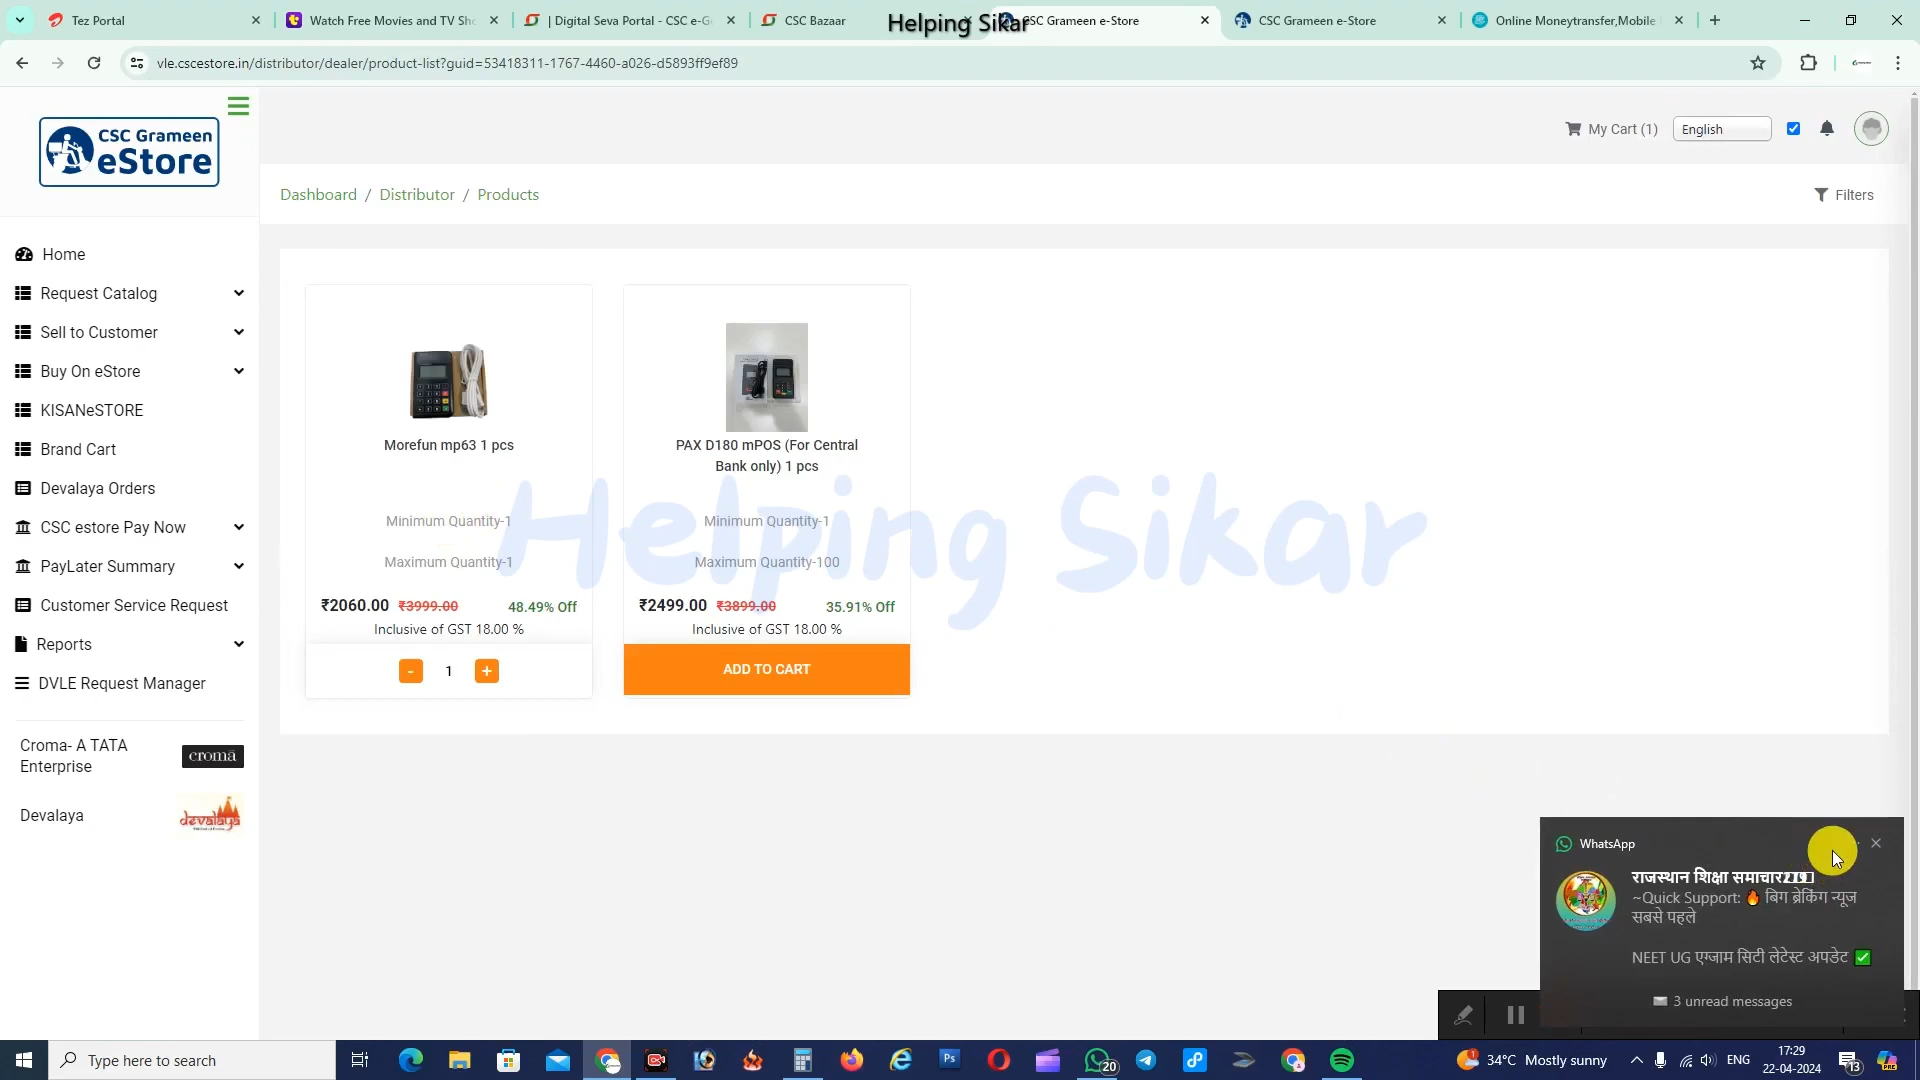 Tez Portal
Watch Free Movies and TV Sho
| Digital Seva Portal - CSC e-G
CSC Bazaar
Helping Sikar
CSC Grameen e-Store
CSC Grameen e-Store
Online Moneytransfer,Mobile
vle.cscestore.in/distributor/dealer/product-list?guid=53418311-1767-4460-a026-d5893ff9ef89
CSC Grameen
eStore
My Cart (1)
English
Dashboard / Distributor / Products
Filters
Home
Request Catalog
Sell to Customer
Buy On eStore
KISANeSTORE
Brand Cart
Devalaya Orders
CSC estore Pay Now
PayLater Summary
Customer Service Request
Reports
DVLE Request Manager
Croma- A TATA
Enterprise
cromā
Devalaya
devalaya
Morefun mp63 1 pcs
Minimum Quantity-1
Maximum Quantity-1
₹2060.00 ₹3999.00 48.49% Off
Inclusive of GST 18.00 %
- 1 +
PAX D180 mPOS (For Central
Bank only) 1 pcs
Minimum Quantity-1
Maximum Quantity-100
₹2499.00 ₹3899.00 35.91% Off
Inclusive of GST 18.00 %
ADD TO CART
Helping Sikar
WhatsApp
राजस्थान शिक्षा समाचार
~Quick Support: 🔥 बिग ब्रेकिंग न्यूज
सबसे पहले
NEET UG एग्जाम सिटी लेटेस्ट अपडेट ✅
3 unread messages
Type here to search
Ps
20
34°C Mostly sunny
ENG
17:29
22-04-2024
13